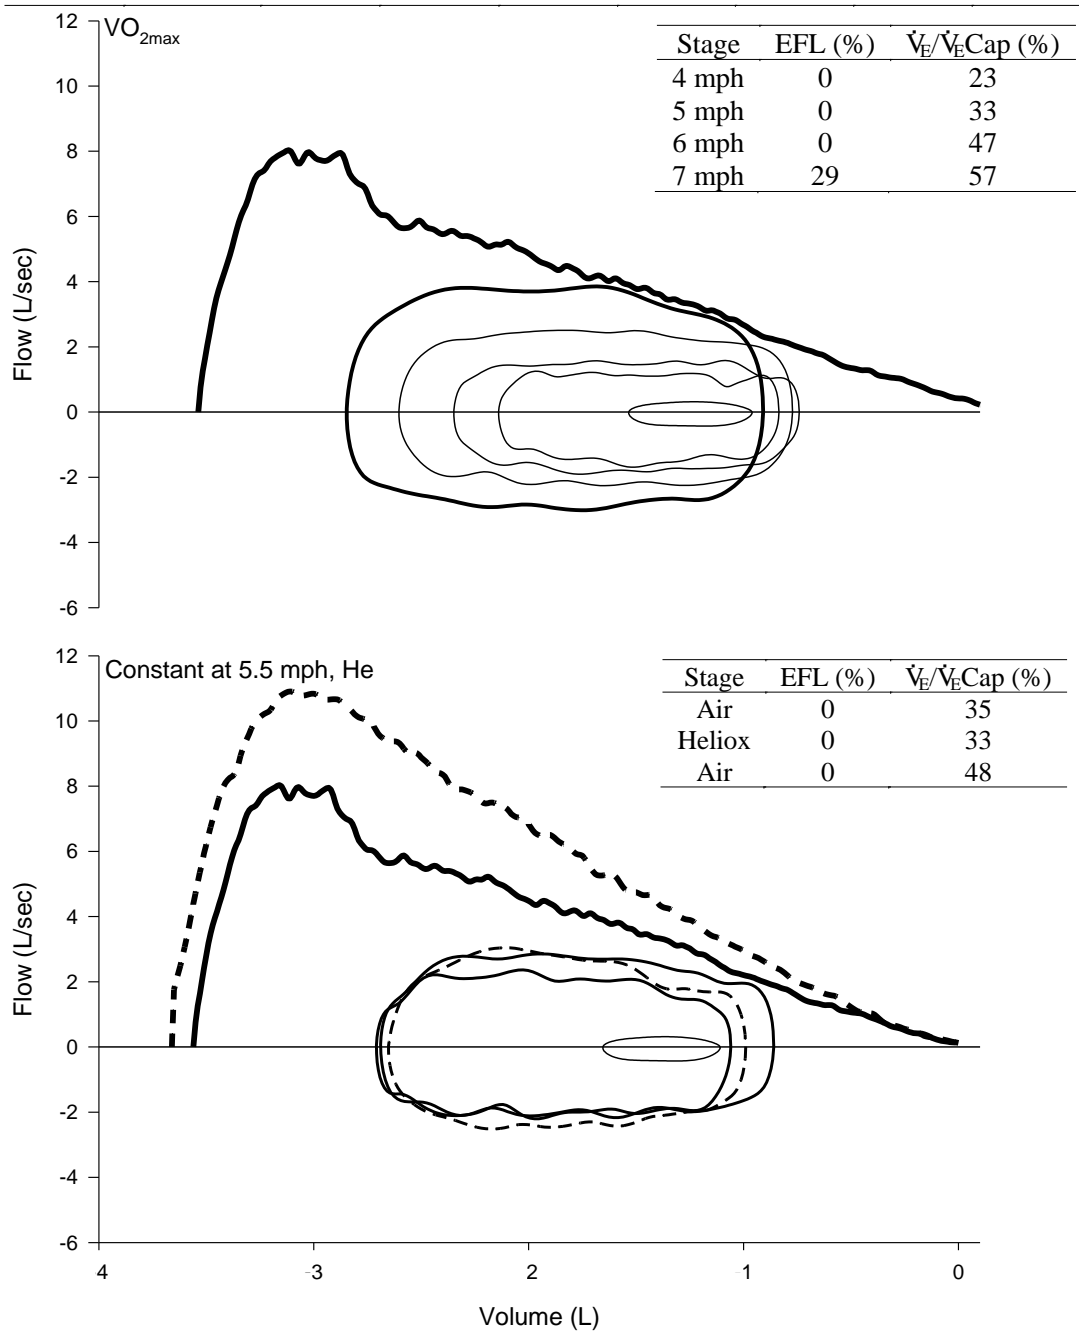 VO2max
Stage EFL (%) V̇E/V̇ECap (%)
4 mph 0 23
5 mph 0 33
6 mph 0 47
7 mph 29 57
12
10
8
6
4
2
0
-2
-4
-6
Flow (L/sec)
Constant at 5.5 mph, He
Stage EFL (%) V̇E/V̇ECap (%)
Air 0 35
Heliox 0 33
Air 0 48
12
10
8
6
4
2
0
-2
-4
-6
Flow (L/sec)
4 -3 2 -1 0
Volume (L)